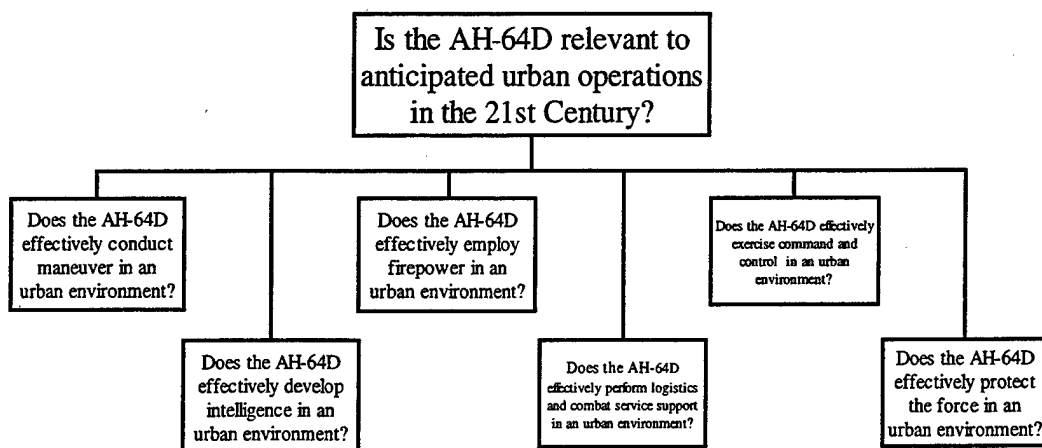 Is the AH-64D relevant to
anticipated urban operations
in the 21st Century?
Does the AH-64D
effectively conduct
maneuver in an
urban environment?
Does the AH-64D
effectively employ
firepower in an
urban environment?
Does the AH-64D effectively
exercise command and
control in an urban
environment?
Does the AH-64D
effectively develop
intelligence in an
urban environment?
Does the AH-64D
effectively perform logistics
and combat service support
in an urban environment?
Does the AH-64D
effectively protect
the force in an
urban environment?